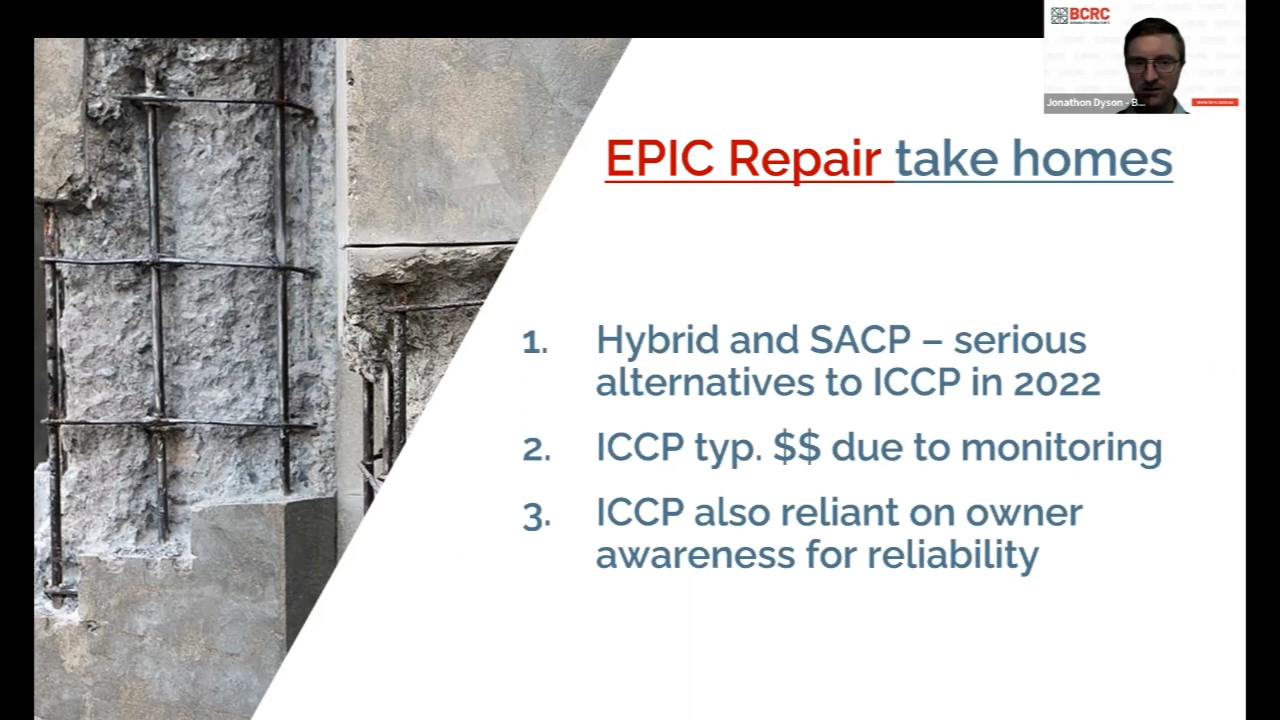 BCRC
Jonathon Dyson - B...
EPIC Repair take homes
1. Hybrid and SACP – serious
alternatives to ICCP in 2022
2. ICCP typ. $$ due to monitoring
3. ICCP also reliant on owner
awareness for reliability